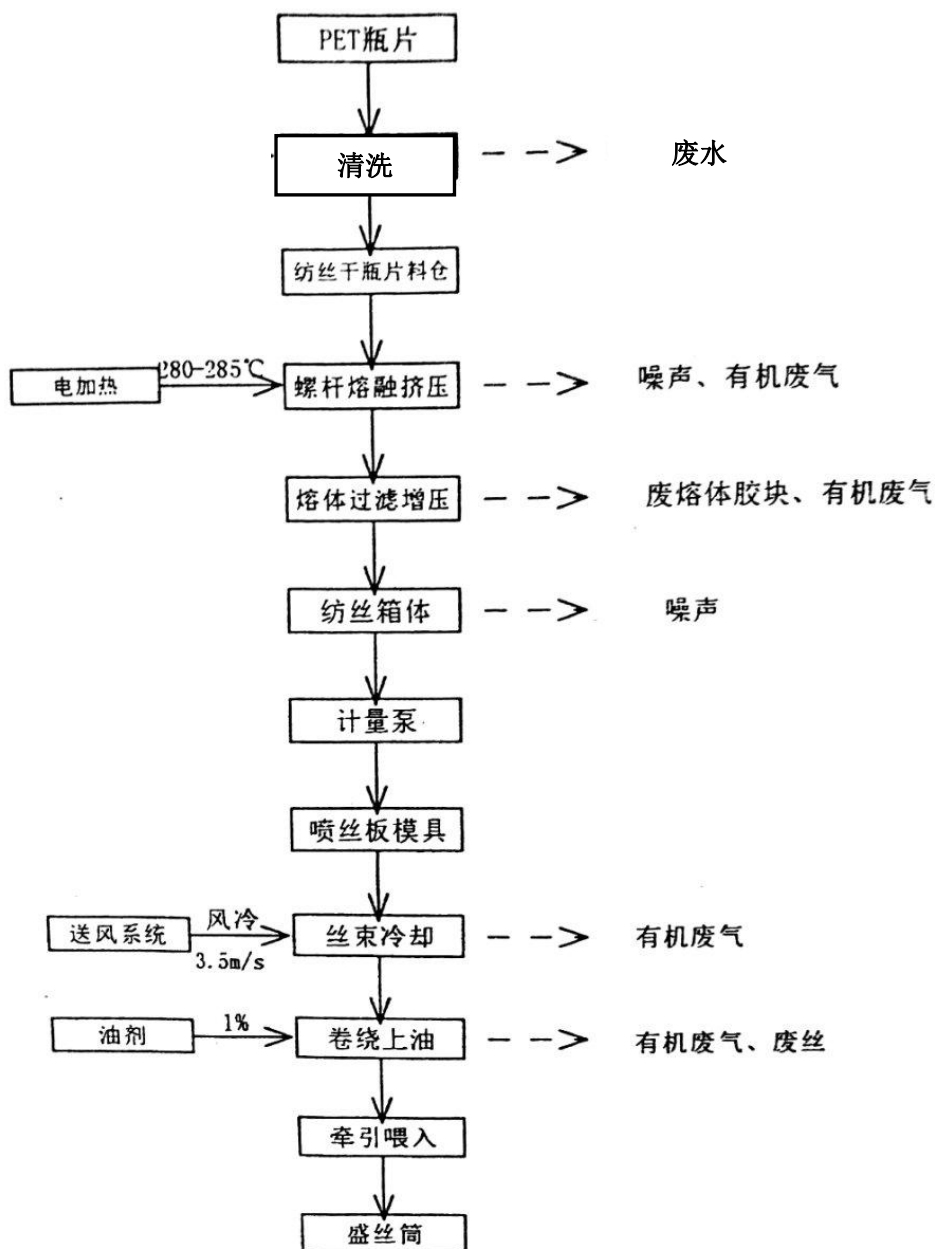 PET瓶片
清洗
废水
纺丝干瓶片料仓
电加热
280-285℃
螺杆熔融挤压
噪声、有机废气
熔体过滤增压
废熔体胶块、有机废气
纺丝箱体
噪声
计量泵
喷丝板模具
送风系统
风冷
3.5m/s
丝束冷却
有机废气
油剂
1%
卷绕上油
有机废气、废丝
牵引喂入
盛丝筒